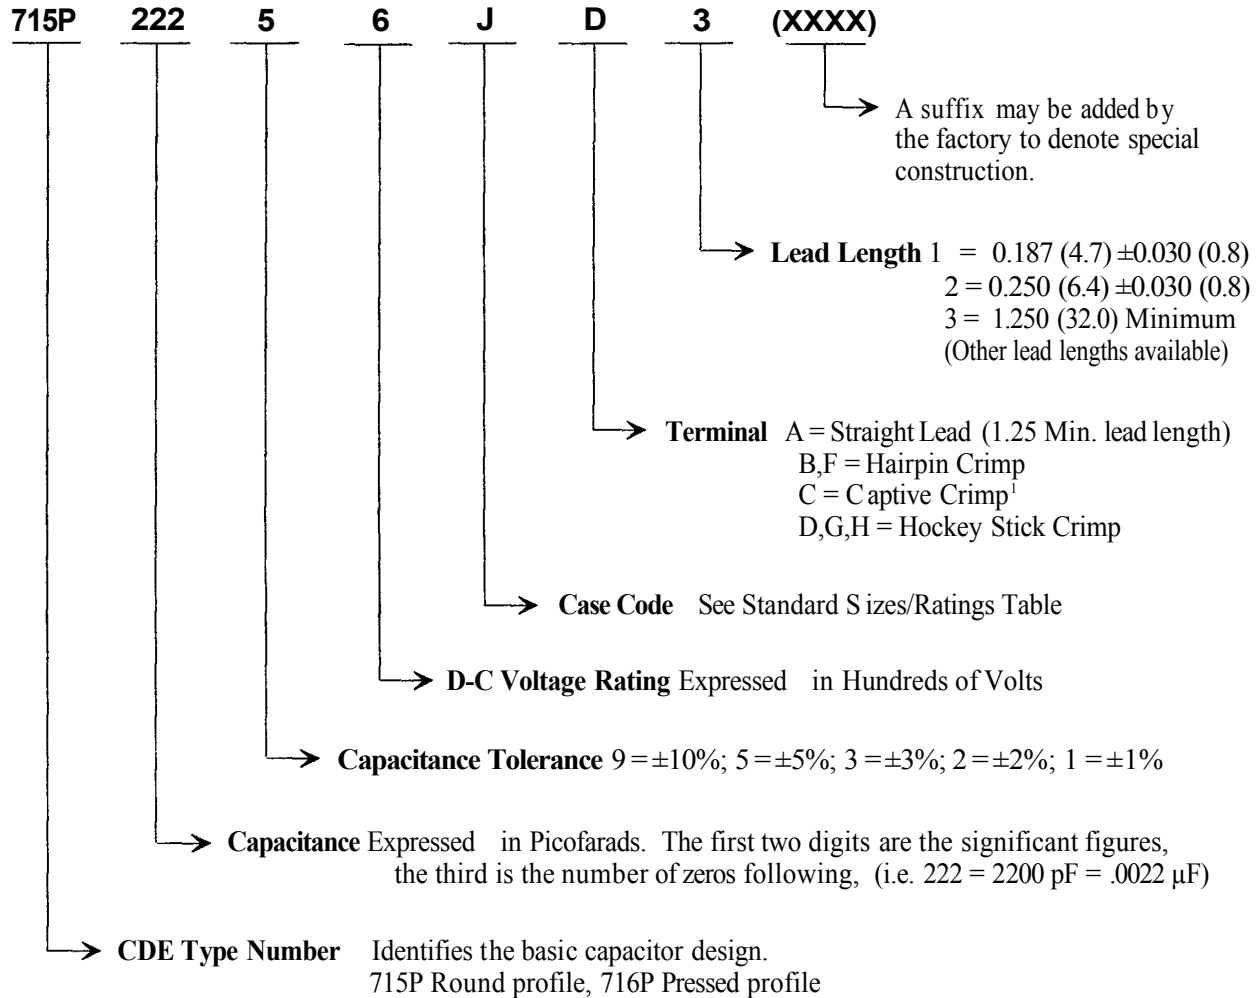 715P 222 5 6 J D 3 (XXXX)
A suffix may be added by
the factory to denote special
construction.
Lead Length 1 = 0.187 (4.7) ±0.030 (0.8)
2 = 0.250 (6.4) ±0.030 (0.8)
3 = 1.250 (32.0) Minimum
(Other lead lengths available)
Terminal A = Straight Lead (1.25 Min. lead length)
B,F = Hairpin Crimp
C = Captive Crimp¹
D,G,H = Hockey Stick Crimp
Case Code See Standard Sizes/Ratings Table
D-C Voltage Rating Expressed in Hundreds of Volts
Capacitance Tolerance 9 = ±10%; 5 = ±5%; 3 = ±3%; 2 = ±2%; 1 = ±1%
Capacitance Expressed in Picofarads. The first two digits are the significant figures,
the third is the number of zeros following, (i.e. 222 = 2200 pF = .0022 µF)
CDE Type Number Identifies the basic capacitor design.
715P Round profile, 716P Pressed profile